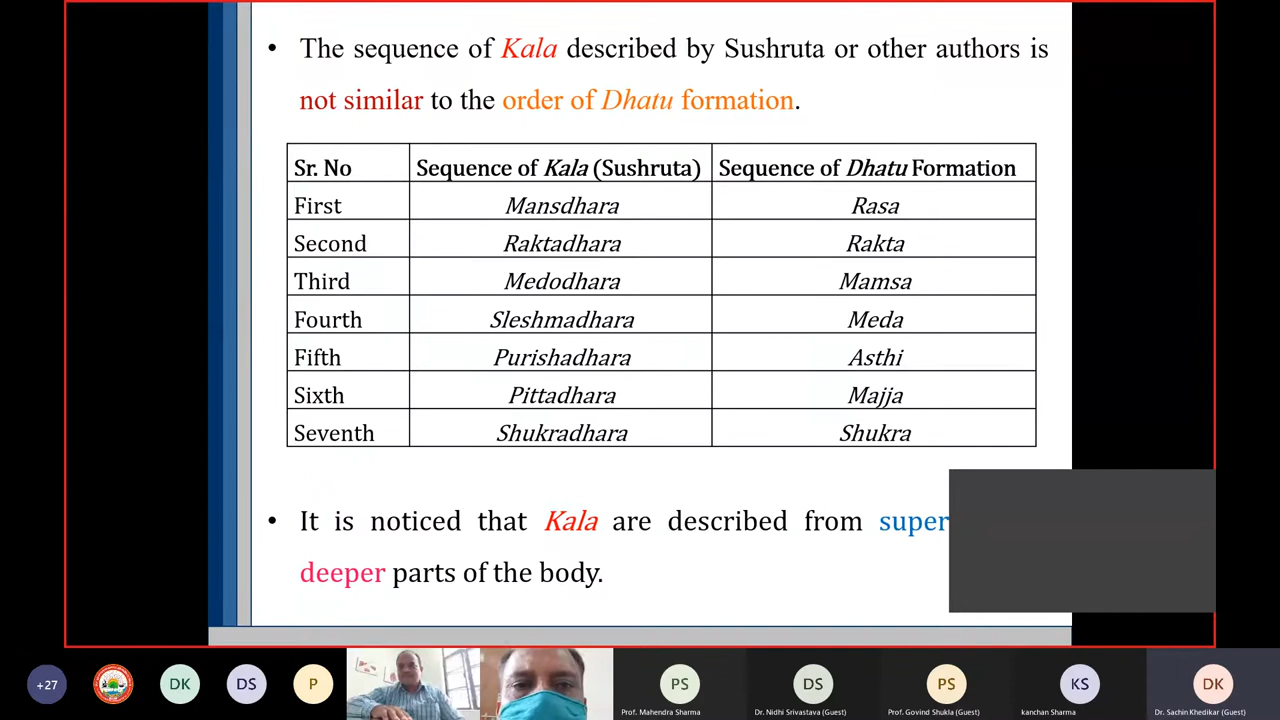 • The sequence of Kala described by Sushruta or other authors is
not similar to the order of Dhatu formation.
Sr. No Sequence of Kala (Sushruta) Sequence of Dhatu Formation
First Mansdhara Rasa
Second Raktadhara Rakta
Third Medodhara Mamsa
Fourth Sleshmadhara Meda
Fifth Purishadhara Asthi
Sixth Pittadhara Majja
Seventh Shukradhara Shukra
• It is noticed that Kala are described from super
deeper parts of the body.
+27 DK DS P PS DS PS KS DK
Prof. Mahendra Sharma Dr. Nidhi Srivastava (Guest) Prof. Govind Shukla (Guest) kanchan Sharma Dr. Sachin Khedikar (Guest)